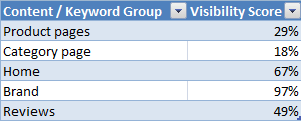 Content / Keyword Group Visibility Score
Product pages 29%
Category page 18%
Home 67%
Brand 97%
Reviews 49%